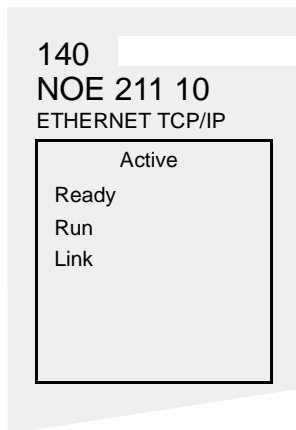 140
NOE 211 10
ETHERNET TCP/IP
Active
Ready
Run
Link